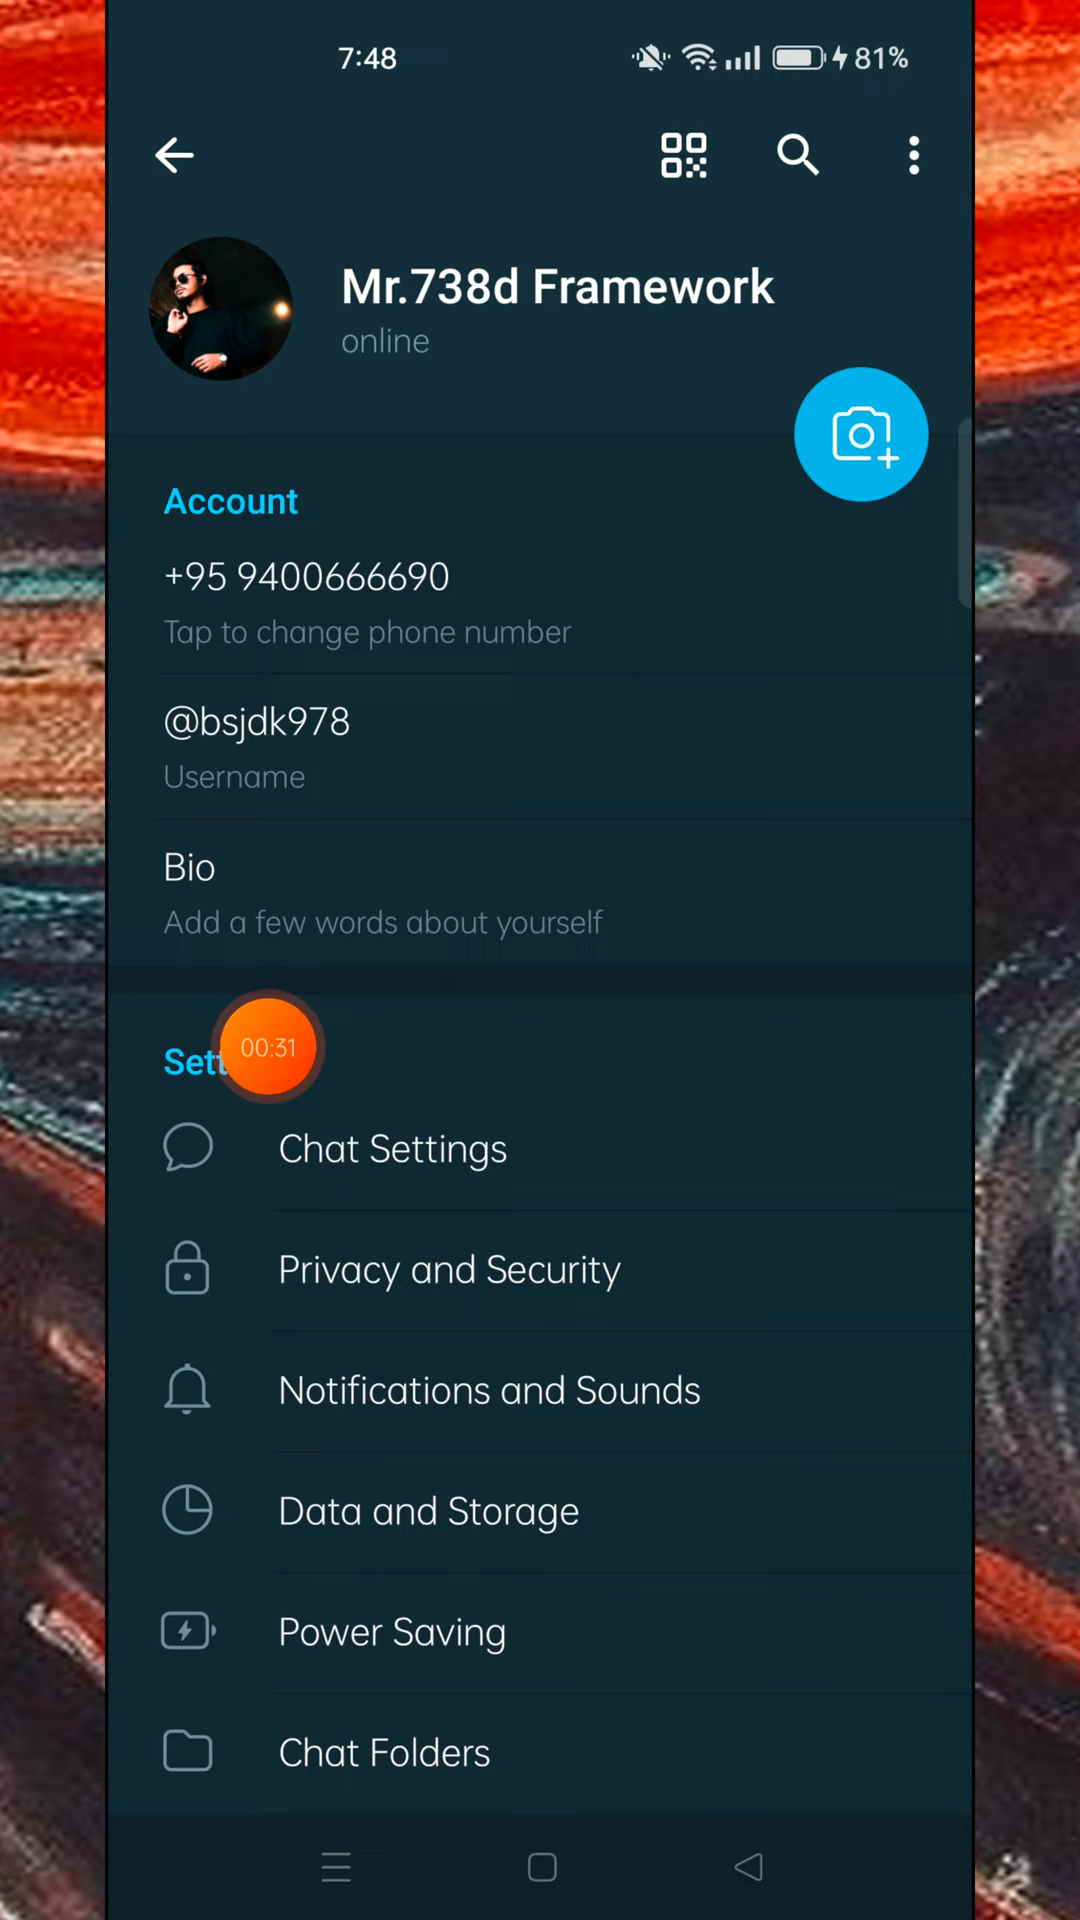 7:48
81%
Mr.738d Framework
online
Account
+95 9400666690
Tap to change phone number
@bsjdk978
Username
Bio
Add a few words about yourself
Sett
00:31
Chat Settings
Privacy and Security
Notifications and Sounds
Data and Storage
Power Saving
Chat Folders